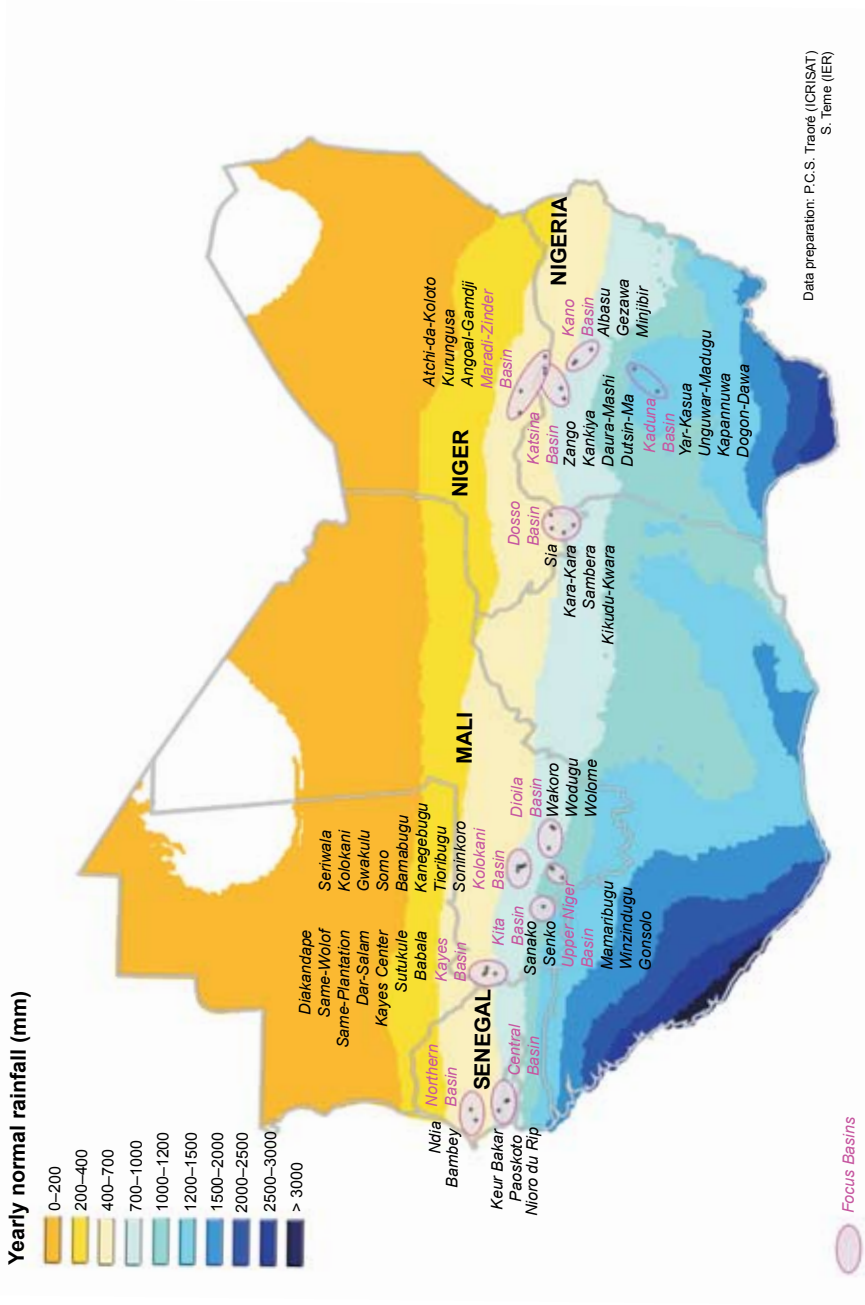 Yearly normal rainfall (mm)
0–200
200–400
400–700
700–1000
1000–1200
1200–1500
1500–2000
2000–2500
2500–3000
> 3000
Northern
Basin
Ndia
Bambey
SENEGAL
Keur Bakar
Paoskoto
Nioro du Rip
Central
Basin
Diakandape
Same-Wolof
Same-Plantation
Dar-Salam
Kayes Center
Sutukule
Babala
Kayes
Basin
Seriwala
Kolokani
Gwakulu
Somo
Bamabugu
Kanegebugu
Tioribugu
Soninkoro
Kolokani
Basin
Kita
Basin
Sanako
Senko
Upper Niger
Basin
Mamaribugu
Winzindugu
Gonsolo
MALI
Dioila
Basin
Wakoro
Wodugu
Wolome
NIGER
Dosso
Basin
Sia
Kara-Kara
Sambera
Kikudu-Kwara
Atchi-da-Koloto
Kurungusa
Angoal-Gamdji
Maradi-Zinder
Basin
Katsina
Basin
Zango
Kankiya
Daura-Mashi
Dutsin-Ma
Kaduna
Basin
Yar-Kasua
Unguwar-Madugu
Kapannuwa
Dogon-Dawa
NIGERIA
Kano
Basin
Albasu
Gezawa
Minjibir
Focus Basins
Data preparation: P.C.S. Traoré (ICRISAT)
S. Teme (IER)